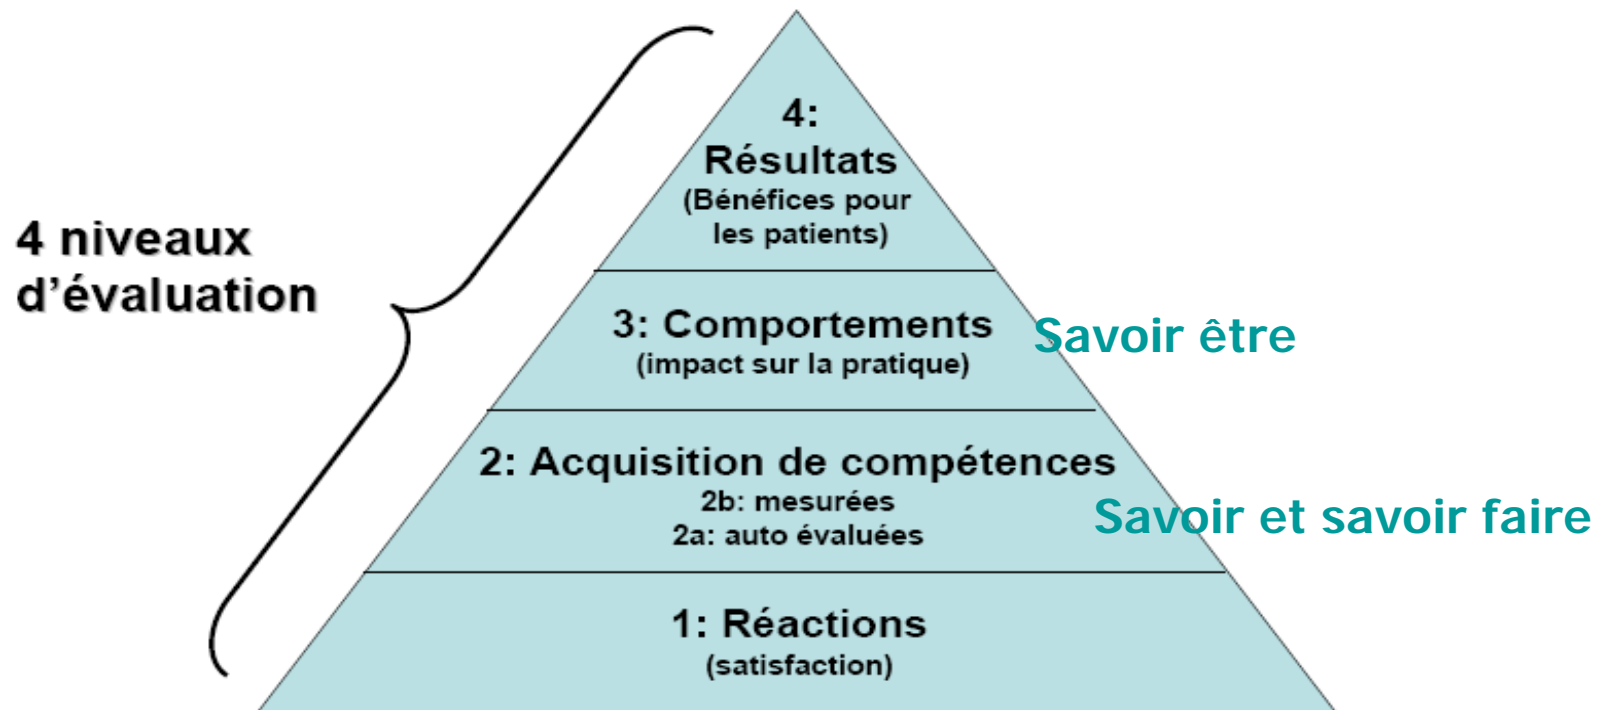 4:
Résultats
(Bénéfices pour
les patients)
4 niveaux
d'évaluation
3: Comportements
(impact sur la pratique)
Savoir être
2: Acquisition de compétences
2b: mesurées
2a: auto évaluées
Savoir et savoir faire
1: Réactions
(satisfaction)